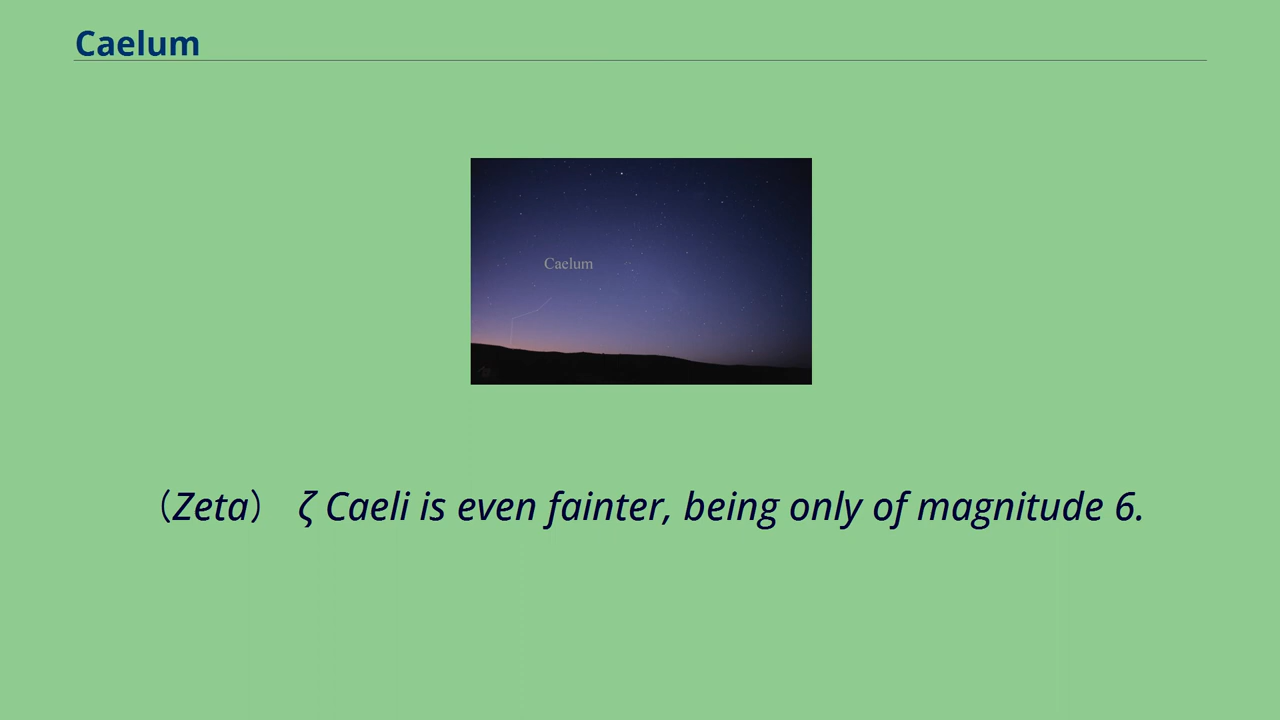 Caelum
Caelum
（Zeta） ζ Caeli is even fainter, being only of magnitude 6.